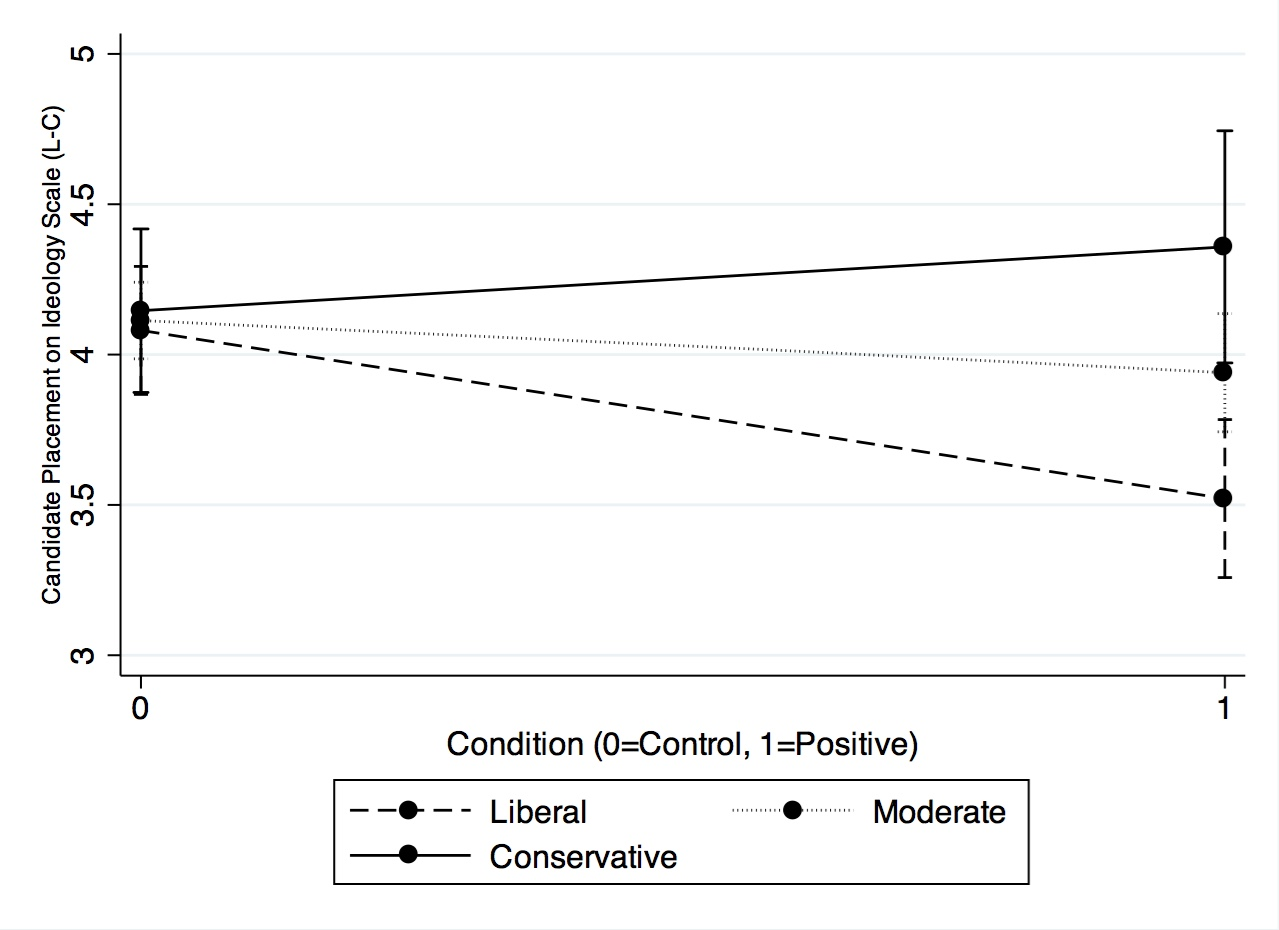 Candidate Placement on Ideology Scale (L-C)
5
4.5
4
3.5
3
0
1
Condition (0=Control, 1=Positive)
Liberal
Moderate
Conservative